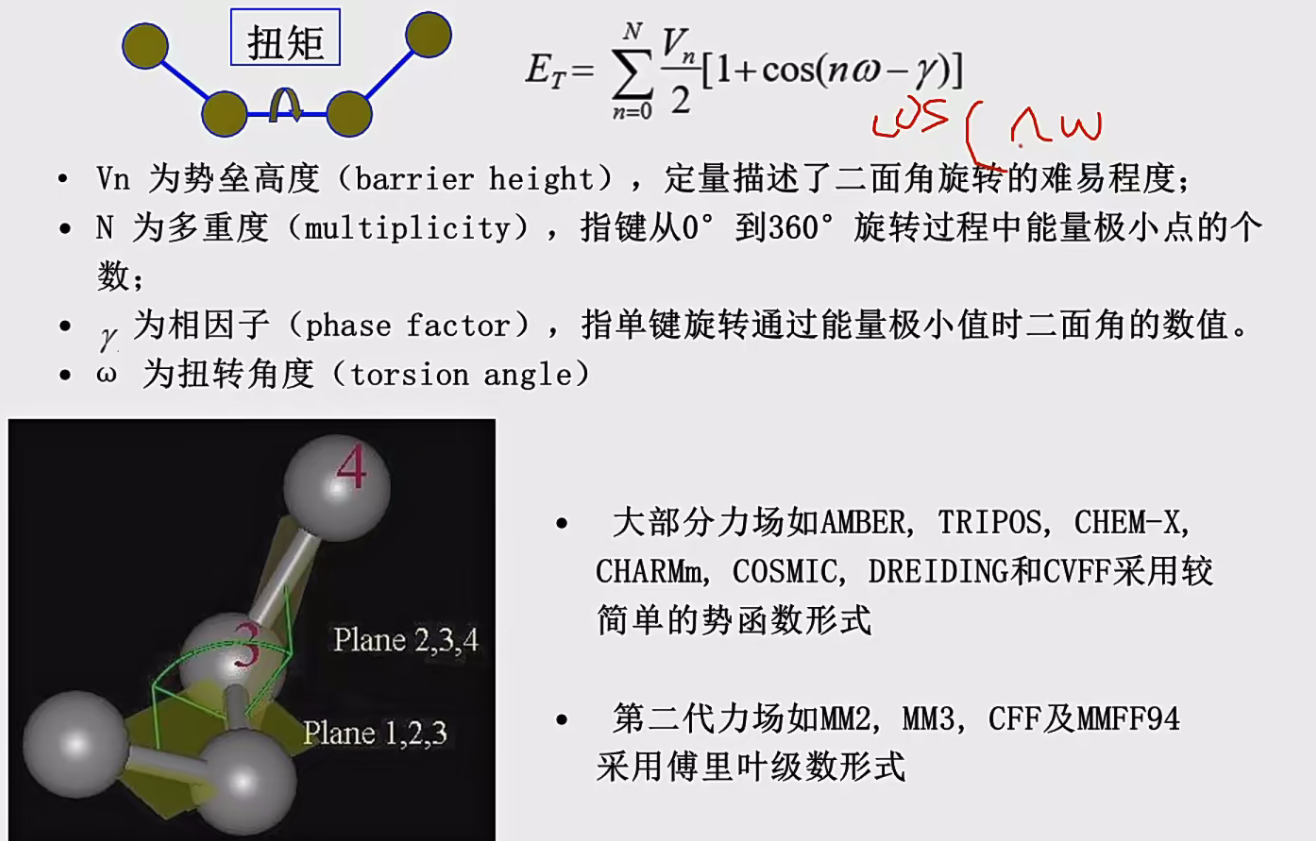 扭矩
E_T = \sum_{n=0}^{N} \frac{V_n}{2}[1+cos(nω−γ)]
cos(nw
• Vn 为势垒高度（barrier height），定量描述了二面角旋转的难易程度；
• N 为多重度（multiplicity），指键从0° 到360° 旋转过程中能量极小点的个
数；
• γ 为相因子（phase factor），指单键旋转通过能量极小值时二面角的数值。
• ω 为扭转角度（torsion angle）
4
3
Plane 2,3,4
Plane 1,2,3
• 大部分力场如AMBER, TRIPOS, CHEM-X,
CHARMm, COSMIC, DREIDING和CVFF采用较
简单的势函数形式
• 第二代力场如MM2, MM3, CFF及MMFF94
采用傅里叶级数形式